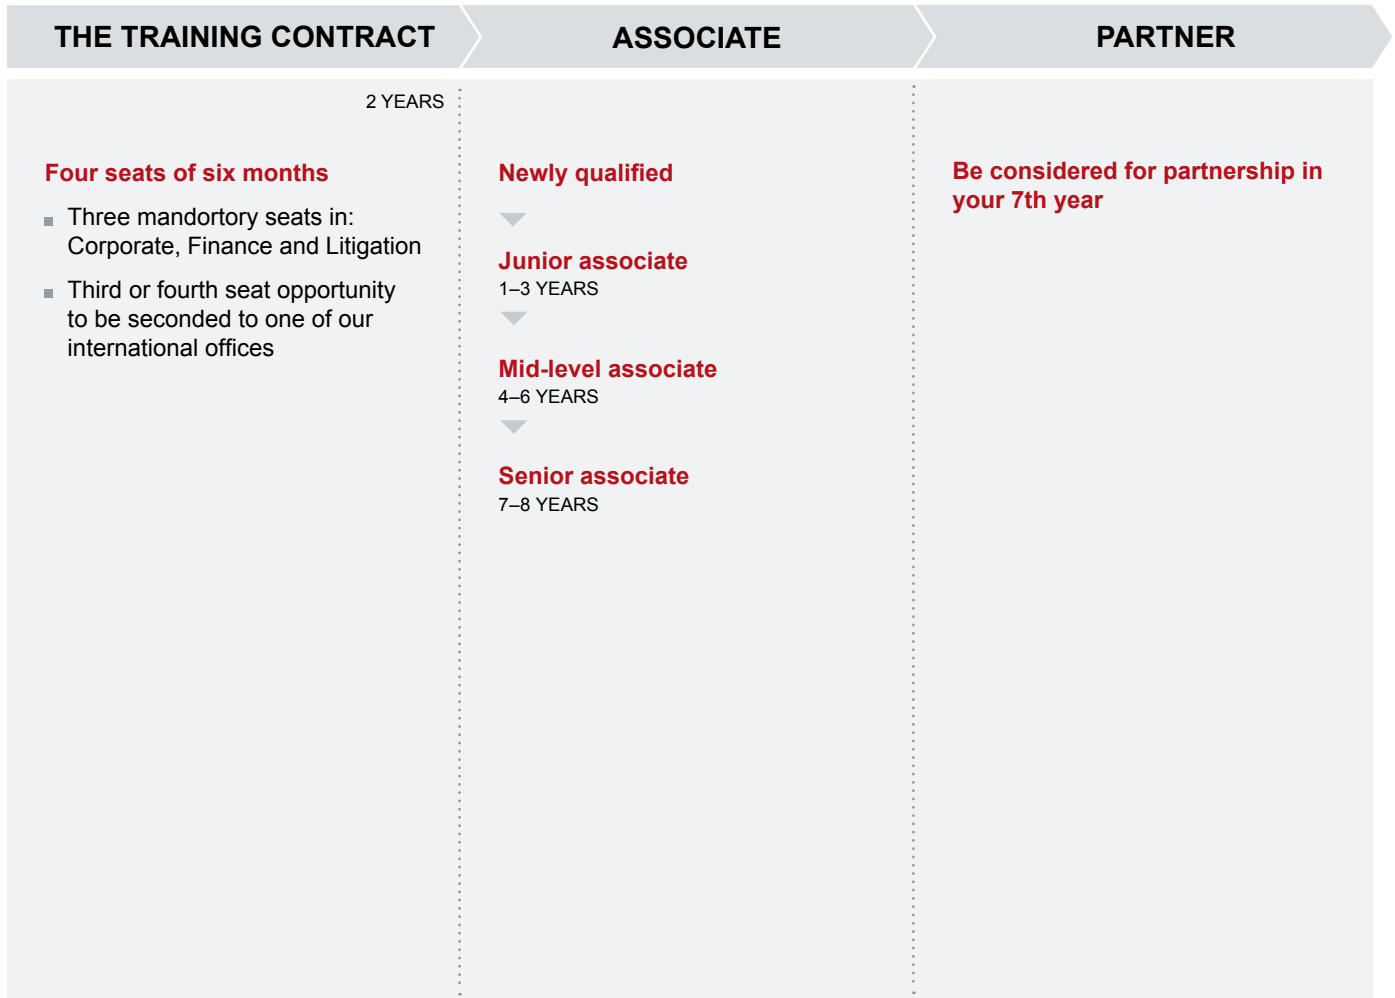 THE TRAINING CONTRACT
ASSOCIATE
PARTNER
2 YEARS
Four seats of six months
Three mandortory seats in:
Corporate, Finance and Litigation
Third or fourth seat opportunity
to be seconded to one of our
international offices
Newly qualified
Junior associate
1–3 YEARS
Mid-level associate
4–6 YEARS
Senior associate
7–8 YEARS
Be considered for partnership in
your 7th year